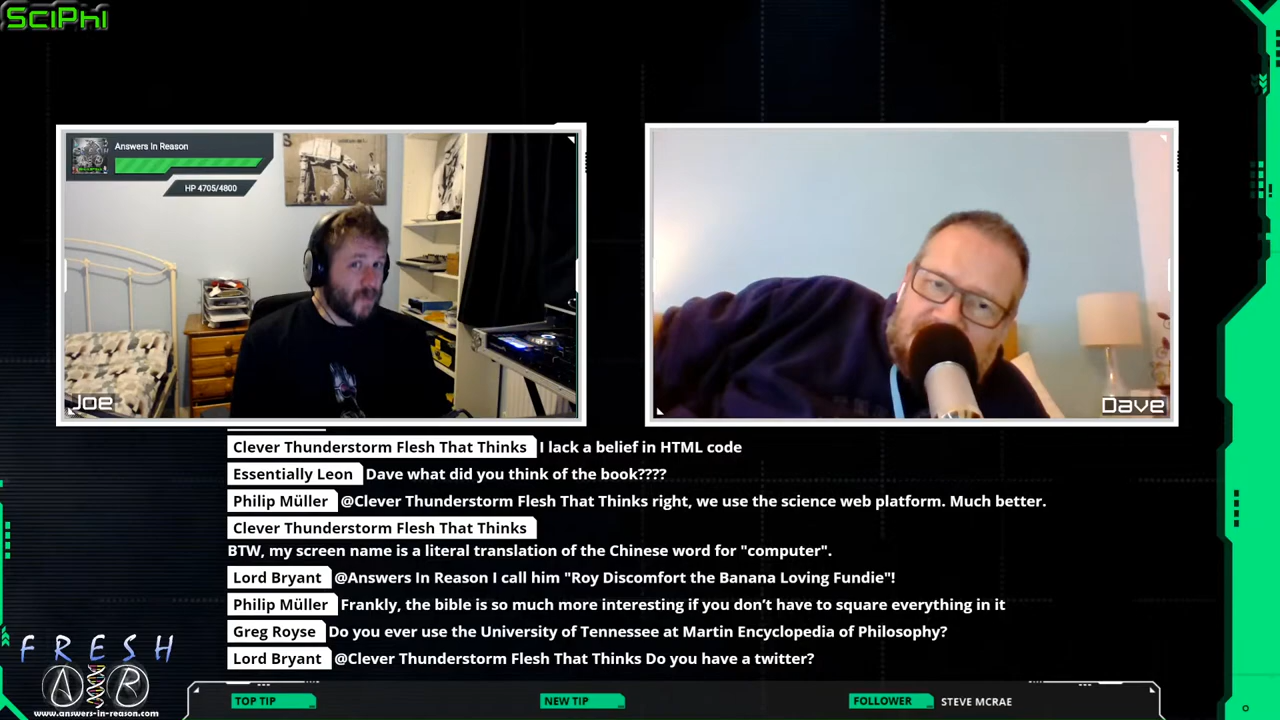 SCIPHI
Answers In Reason
HP 4705/4800
Joe
Dave
Clever Thunderstorm Flesh That Thinks I lack a belief in HTML code
Essentially Leon Dave what did you think of the book????
Philip Müller @Clever Thunderstorm Flesh That Thinks right, we use the science web platform. Much better.
Clever Thunderstorm Flesh That Thinks
BTW, my screen name is a literal translation of the Chinese word for "computer".
Lord Bryant @Answers In Reason I call him "Roy Discomfort the Banana Loving Fundie"!
Philip Müller Frankly, the bible is so much more interesting if you don’t have to square everything in it
Greg Royse Do you ever use the University of Tennessee at Martin Encyclopedia of Philosophy?
Lord Bryant @Clever Thunderstorm Flesh That Thinks Do you have a twitter?
FRESH
AiR
www.answers-in-reason.com
TOP TIP
NEW TIP
FOLLOWER STEVE MCRAE